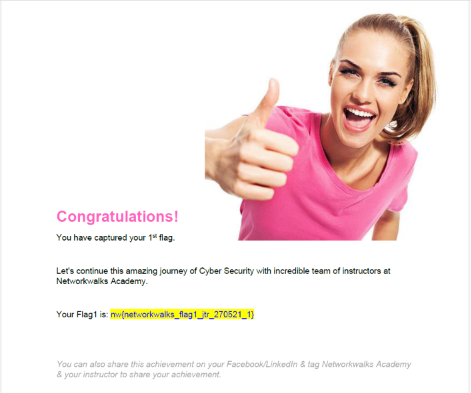 Congratulations!
You have captured your 1st flag.
Let's continue this amazing journey of Cyber Security with incredible team of instructors at
Networkwalks Academy.
Your Flag1 is: nw{networkwalks_flag1_jtr_270521_1}
You can also share this achievement on your Facebook/LinkedIn & tag Networkwalks Academy
& your instructor to share your achievement.